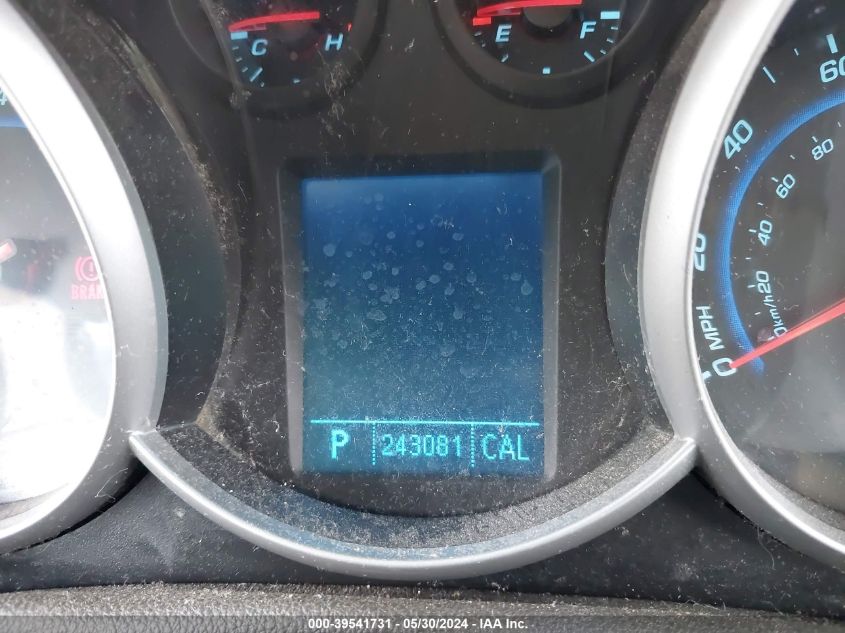 C H
E F
BRAK
0 20 40 60
MPH
20 40 60 80
km/h
P 243081 CAL
000-39541731 — 05/30/2024 — IAA Inc.